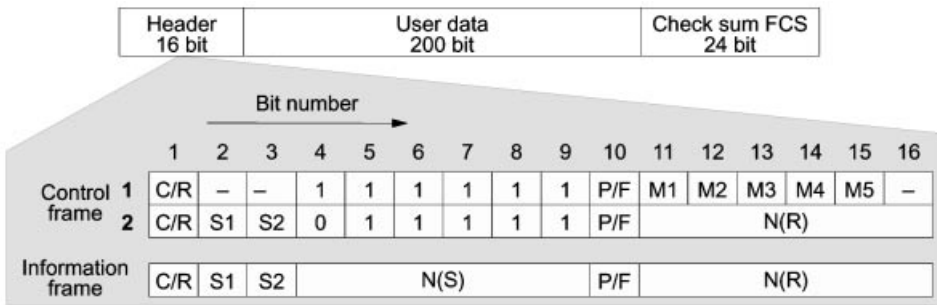 Header User data Check sum FCS
16 bit 200 bit 24 bit
Bit number
1 2 3 4 5 6 7 8 9 10 11 12 13 14 15 16
Control frame 1 C/R – – 1 1 1 1 1 1 P/F M1 M2 M3 M4 M5 –
2 C/R S1 S2 0 1 1 1 1 1 P/F N(R)
Information frame C/R S1 S2 N(S) P/F N(R)